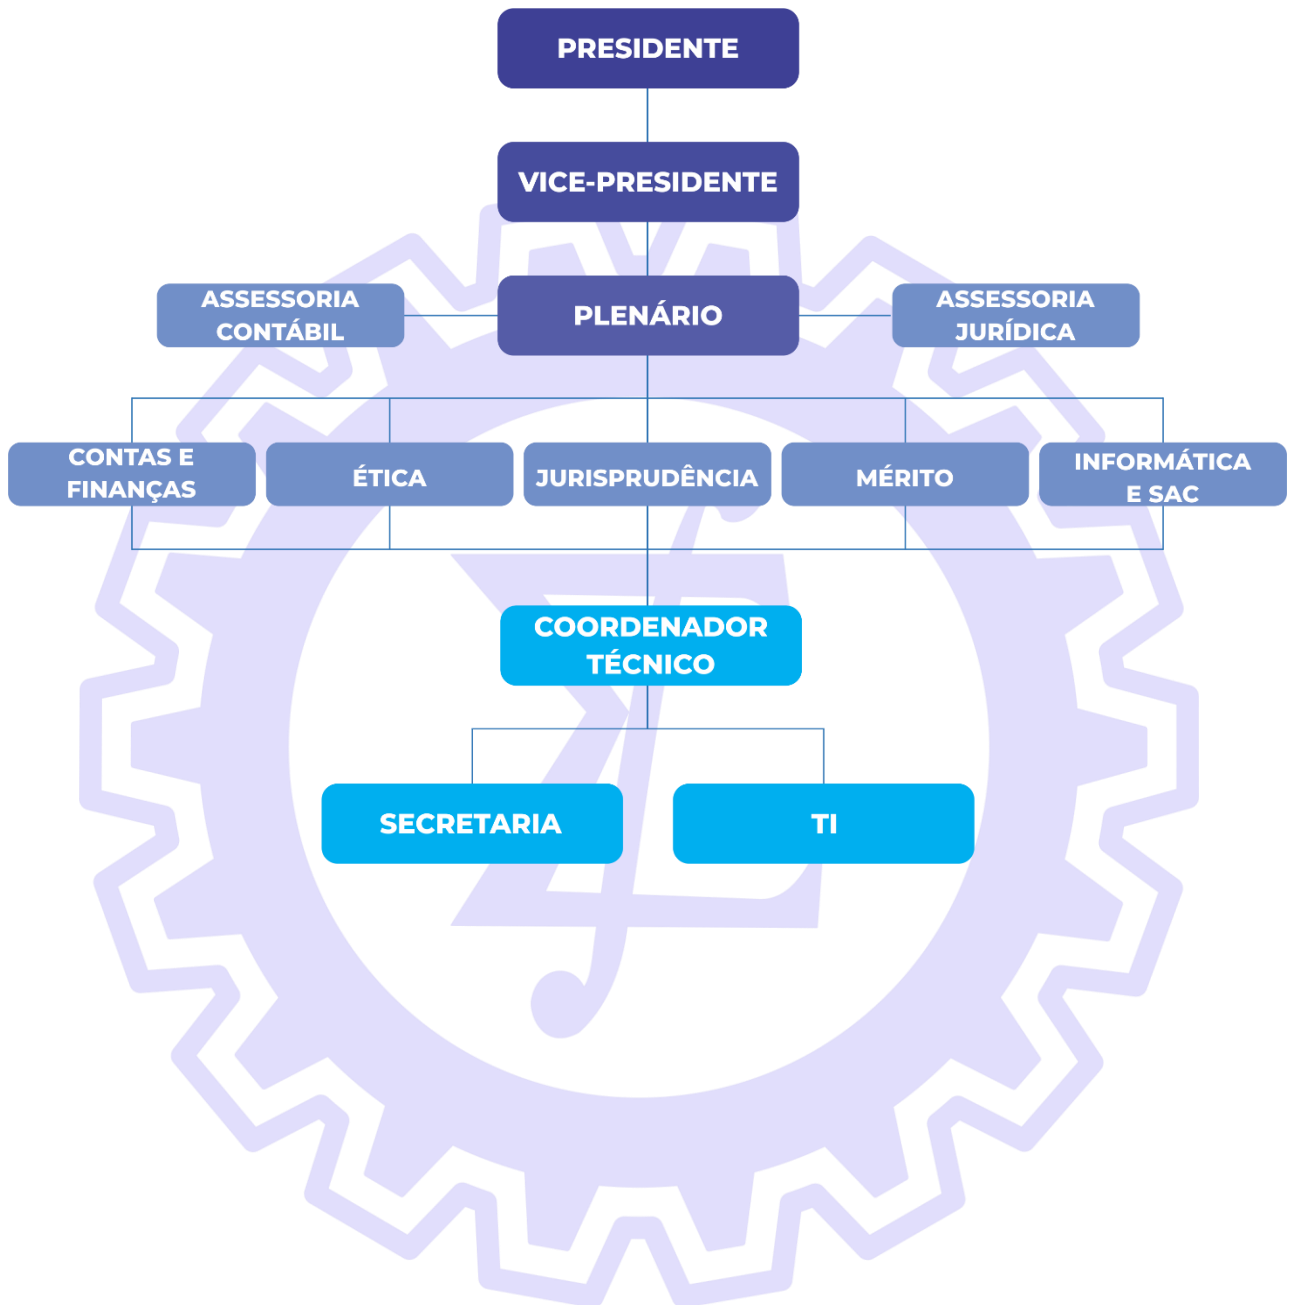 PRESIDENTE
VICE-PRESIDENTE
ASSESSORIA
CONTÁBIL
PLENÁRIO
ASSESSORIA
JURÍDICA
CONTAS E
FINANÇAS
ÉTICA
JURISPRUDÊNCIA
MÉRITO
INFORMÁTICA
E SAC
COORDENADOR
TÉCNICO
SECRETARIA
TI